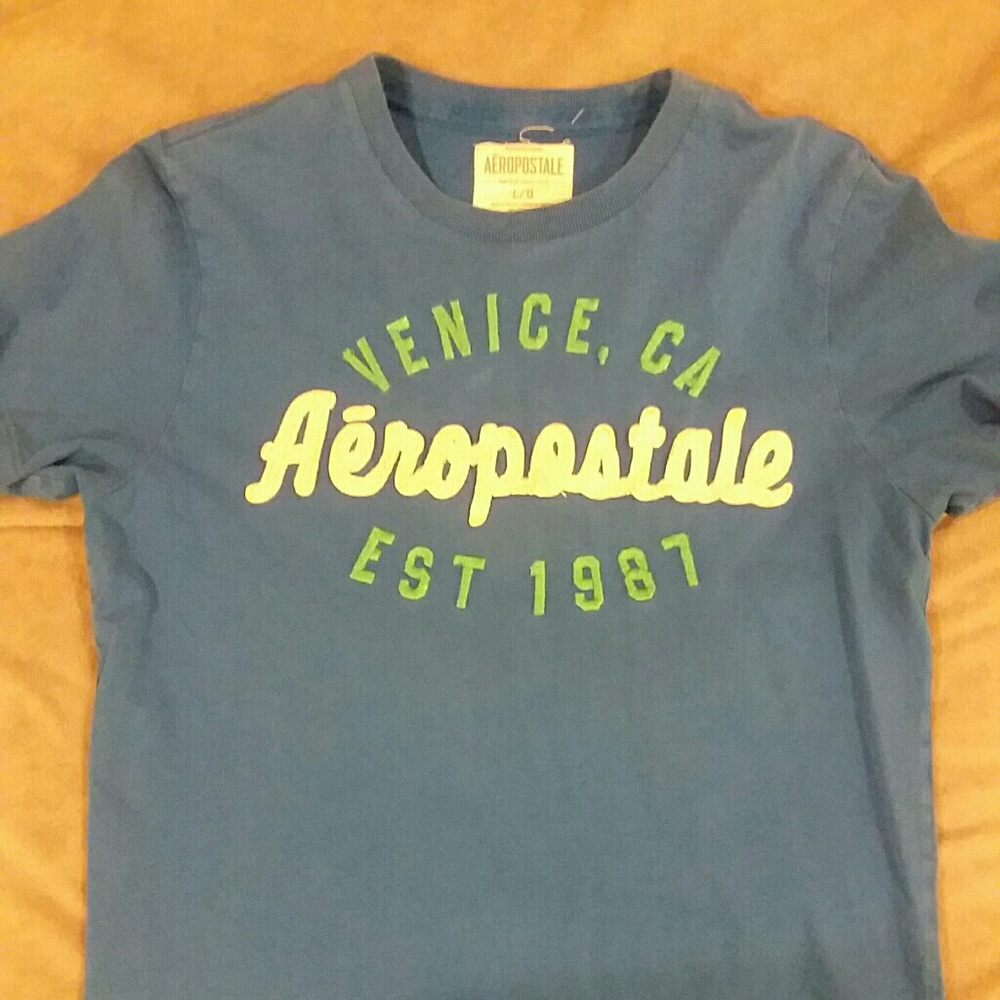 AÉROPOSTALE
L/G
VENICE, CA
Aéropostale
EST 1987